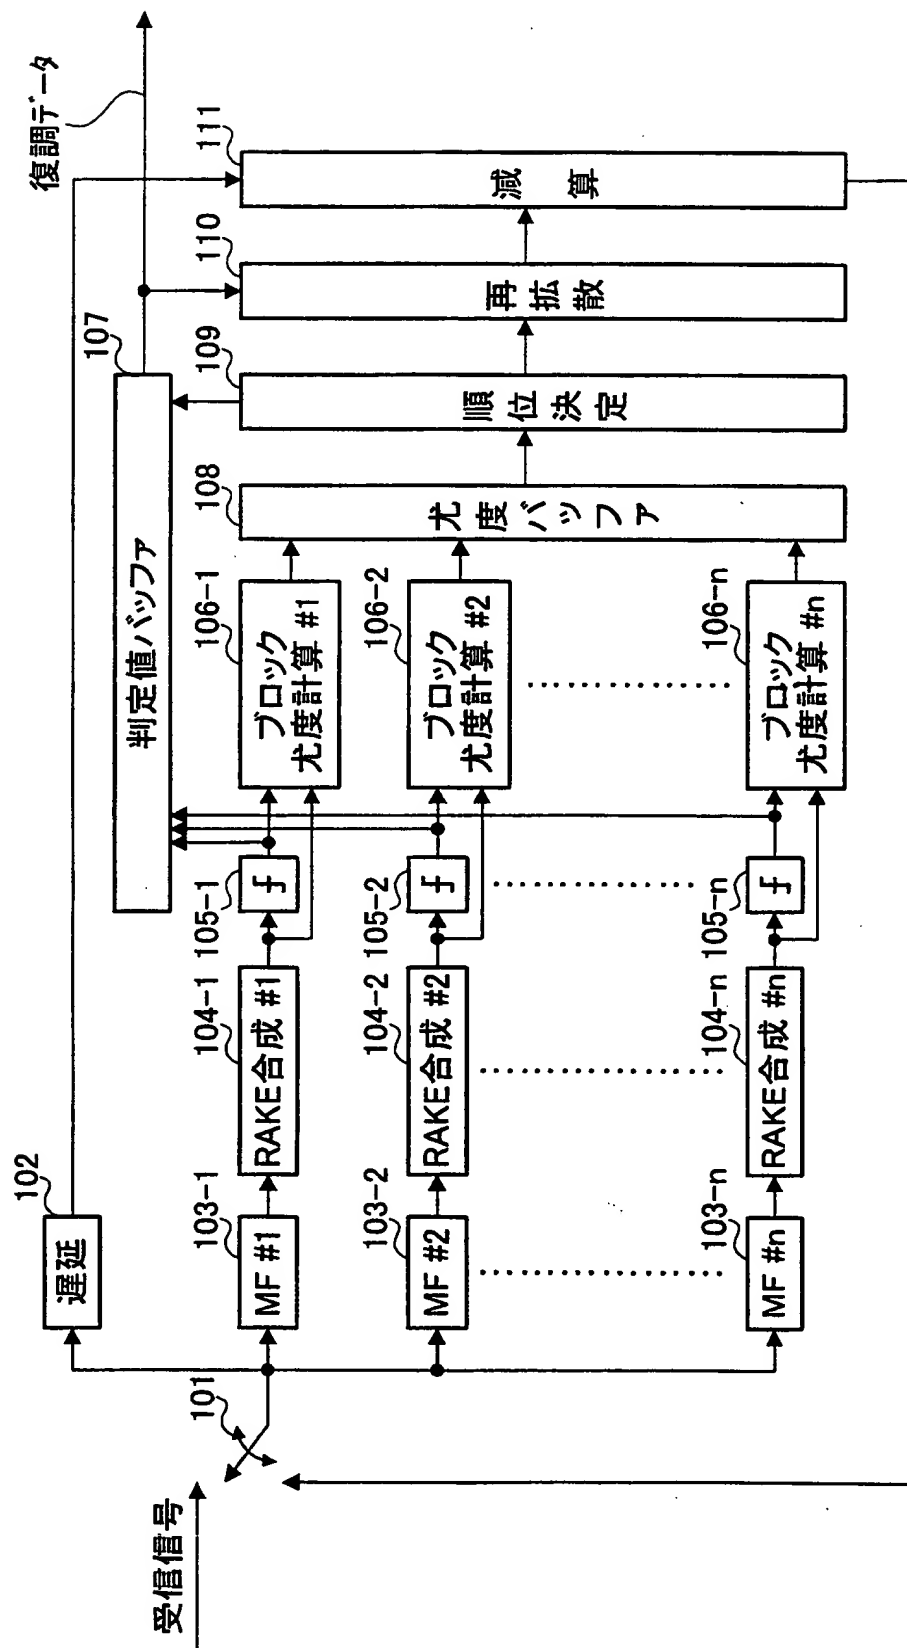 受信信号
101
102
遅延
103-1
MF #1
104-1
RAKE合成 #1
105-1
106-1
ブロック
尤度計算 #1
103-2
MF #2
104-2
RAKE合成 #2
105-2
106-2
ブロック
尤度計算 #2
103-n
MF #n
104-n
RAKE合成 #n
105-n
106-n
ブロック
尤度計算 #n
107
判定値バッファ
108
尤度バッファ
109
順位決定
110
再拡散
111
減算
復調データ